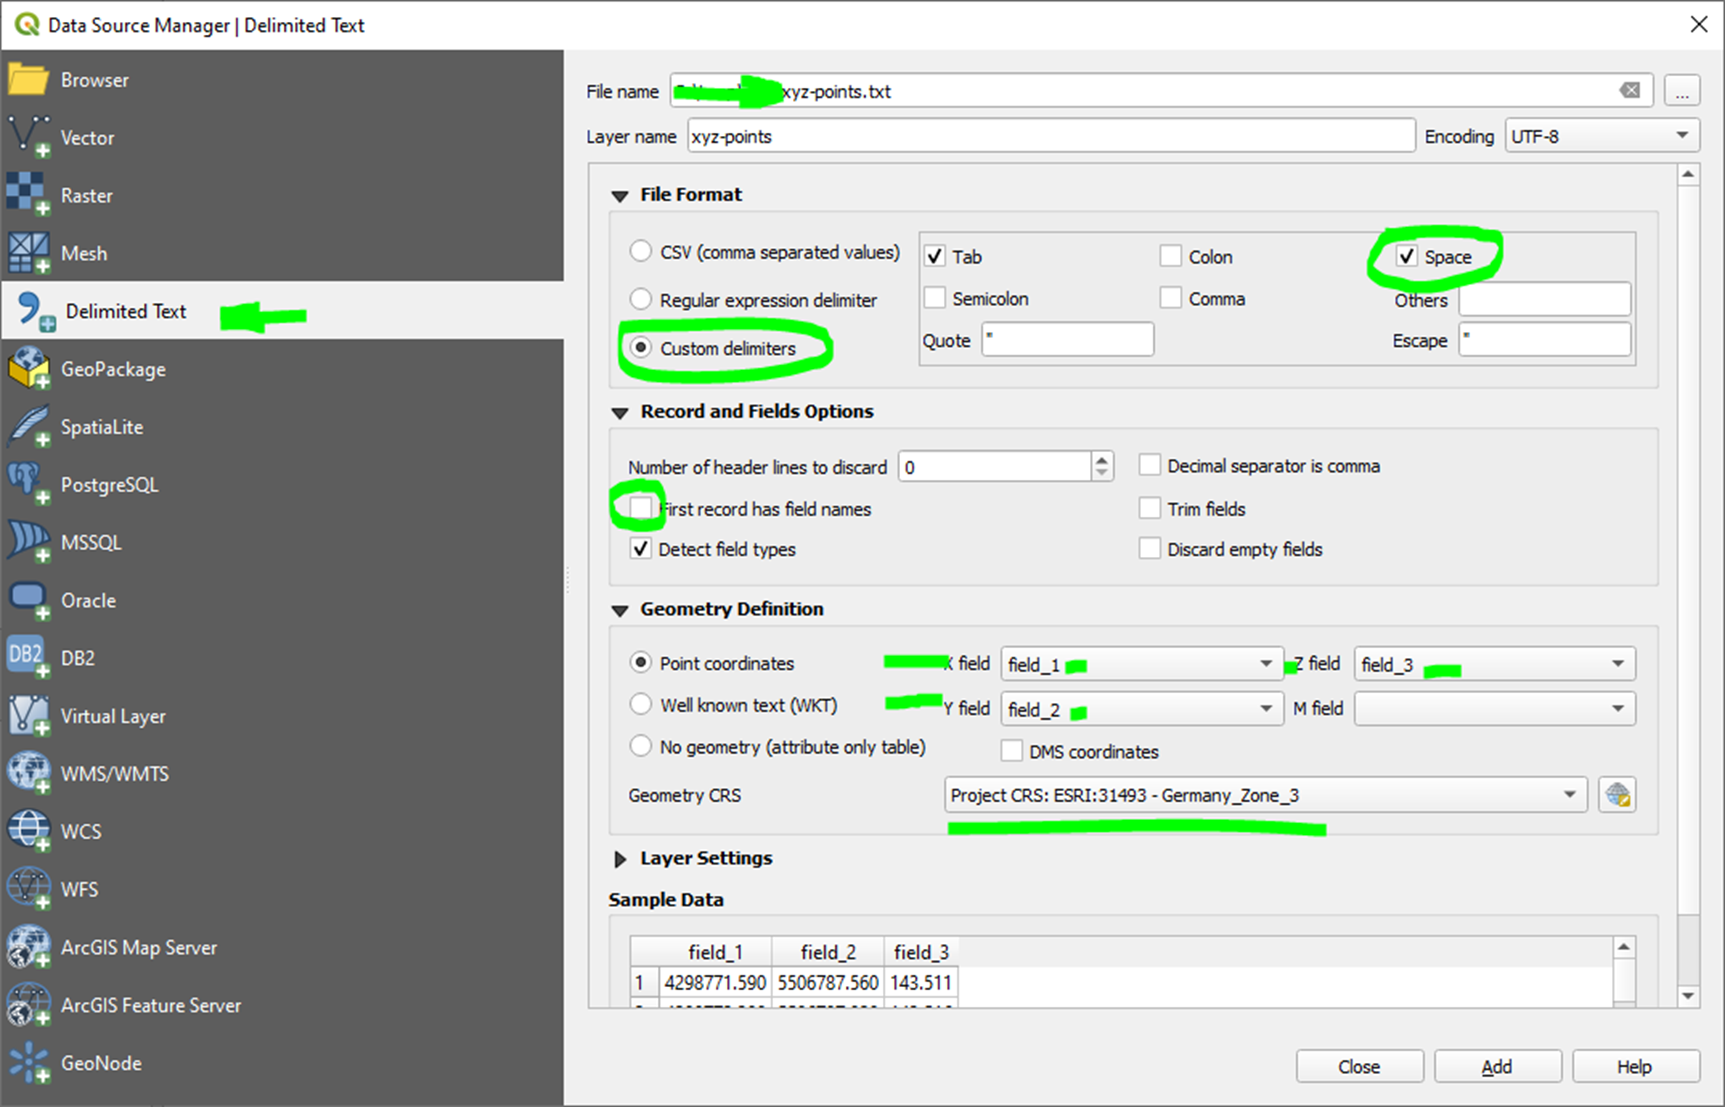 Data Source Manager | Delimited Text
Browser
Vector
Raster
Mesh
Delimited Text
GeoPackage
SpatiaLite
PostgreSQL
MSSQL
Oracle
DB2 DB2
Virtual Layer
WMS/WMTS
WCS
WFS
ArcGIS Map Server
ArcGIS Feature Server
GeoNode
File name xyz-points.txt ...
Layer name xyz-points Encoding UTF-8
File Format
CSV (comma separated values) Tab Colon Space
Regular expression delimiter Semicolon Comma Others
Custom delimiters Quote " Escape "
Record and Fields Options
Number of header lines to discard 0 Decimal separator is comma
First record has field names Trim fields
Detect field types Discard empty fields
Geometry Definition
Point coordinates X field field_1 Z field field_3
Well known text (WKT) Y field field_2 M field
No geometry (attribute only table) DMS coordinates
Geometry CRS Project CRS: ESRI:31493 - Germany_Zone_3
Layer Settings
Sample Data
field_1 field_2 field_3
1 4298771.590 5506787.560 143.511
Close Add Help